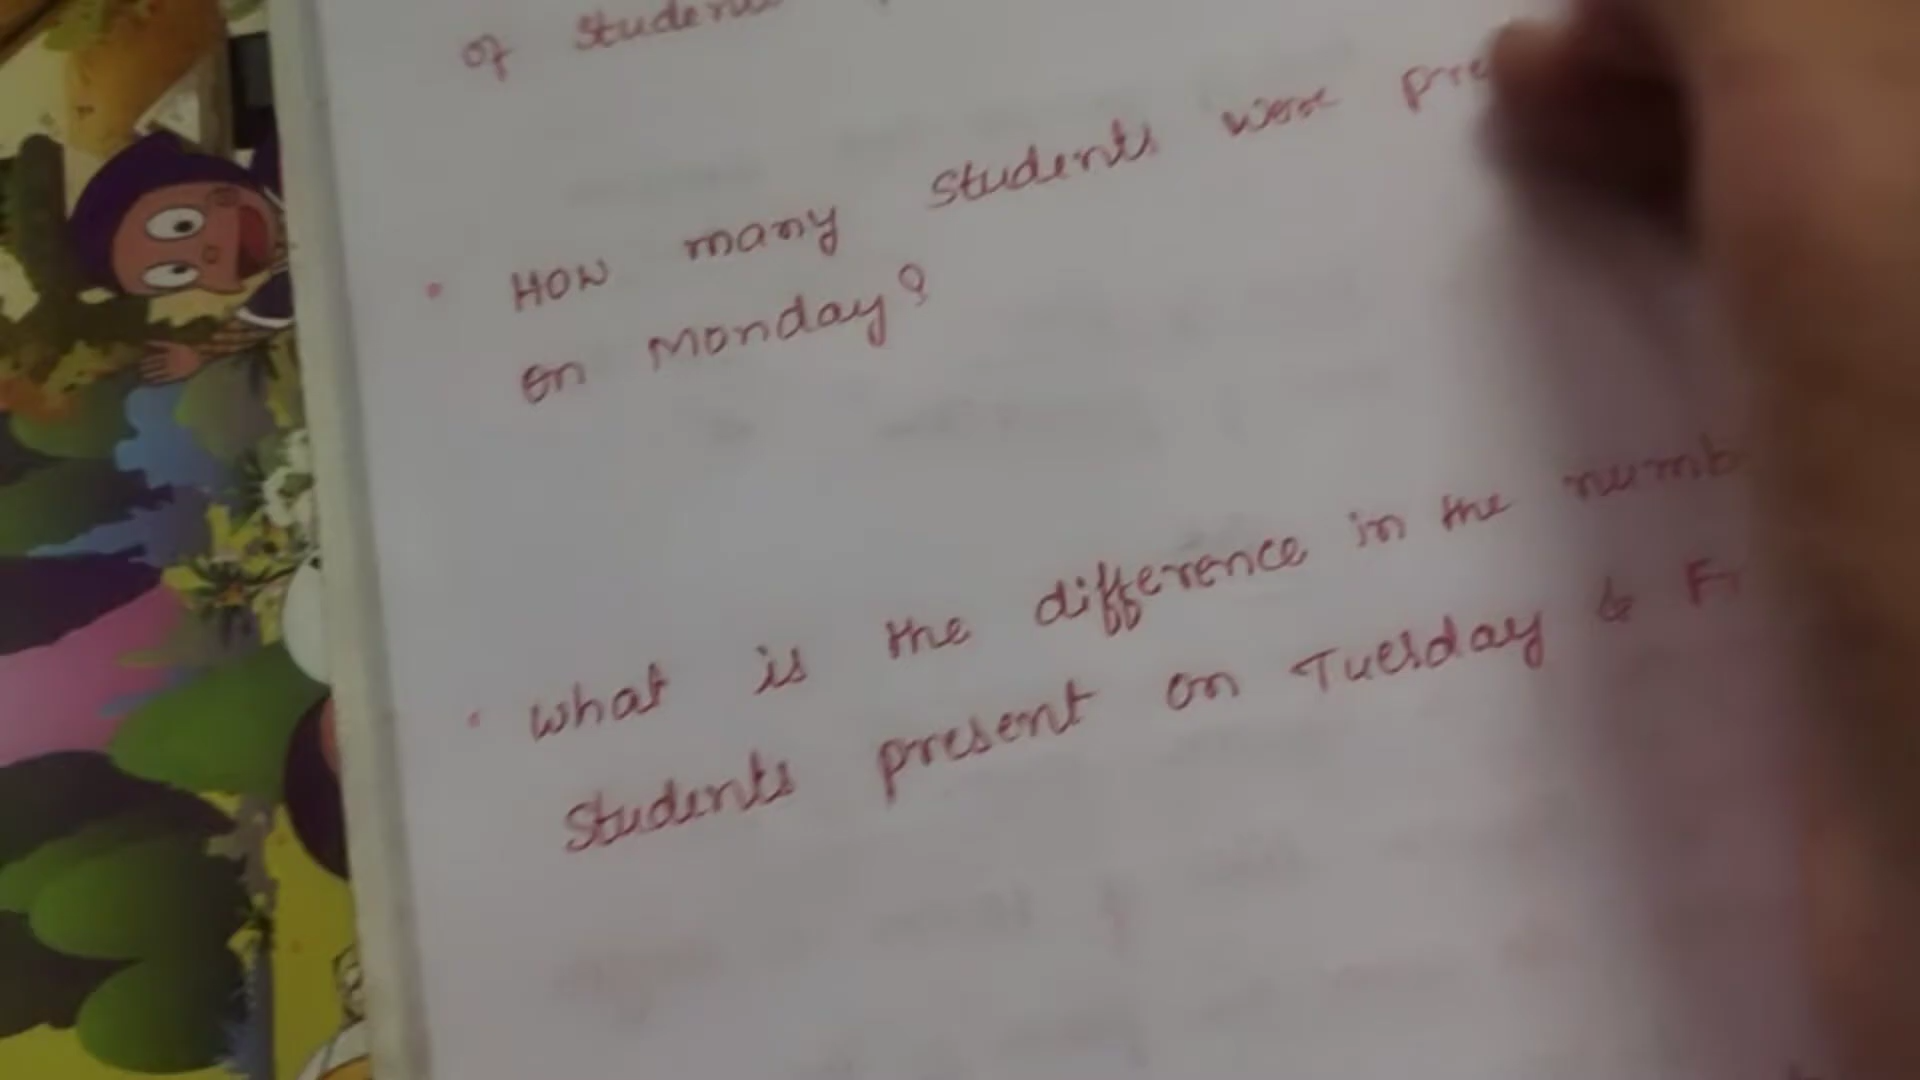 of
HOW many students were
on Monday?
What is the difference in the
Students present on Tuesday &